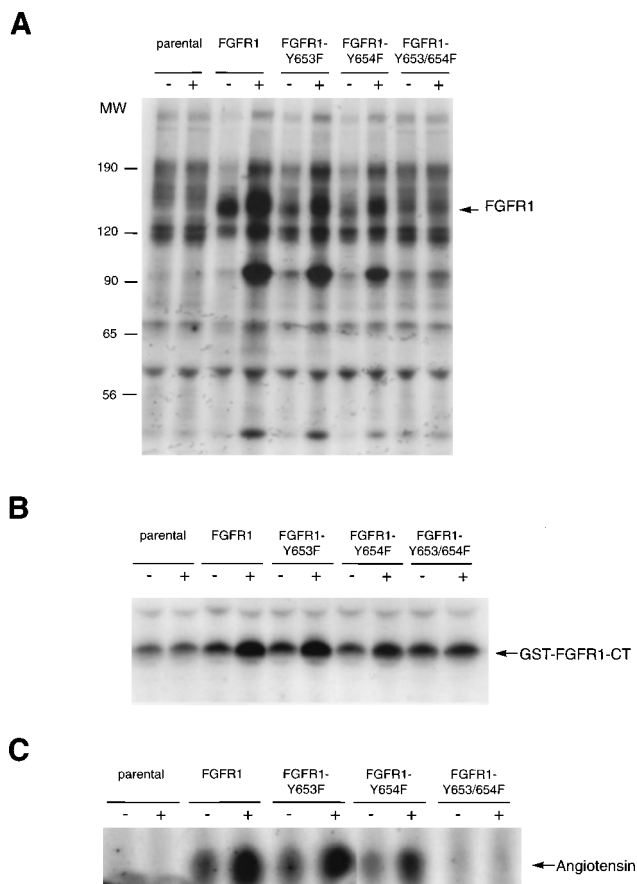 A
parental FGFR1 FGFR1- FGFR1- FGFR1-
Y653F Y654F Y653/654F
- + - + - + - + - +
MW
190
FGFR1
120
90
65
56
B
parental FGFR1 FGFR1- FGFR1- FGFR1-
Y653F Y654F Y653/654F
- + - + - + - + - +
GST-FGFR1-CT
C
parental FGFR1 FGFR1- FGFR1- FGFR1-
Y653F Y654F Y653/654F
- + - + - + - + - +
Angiotensin